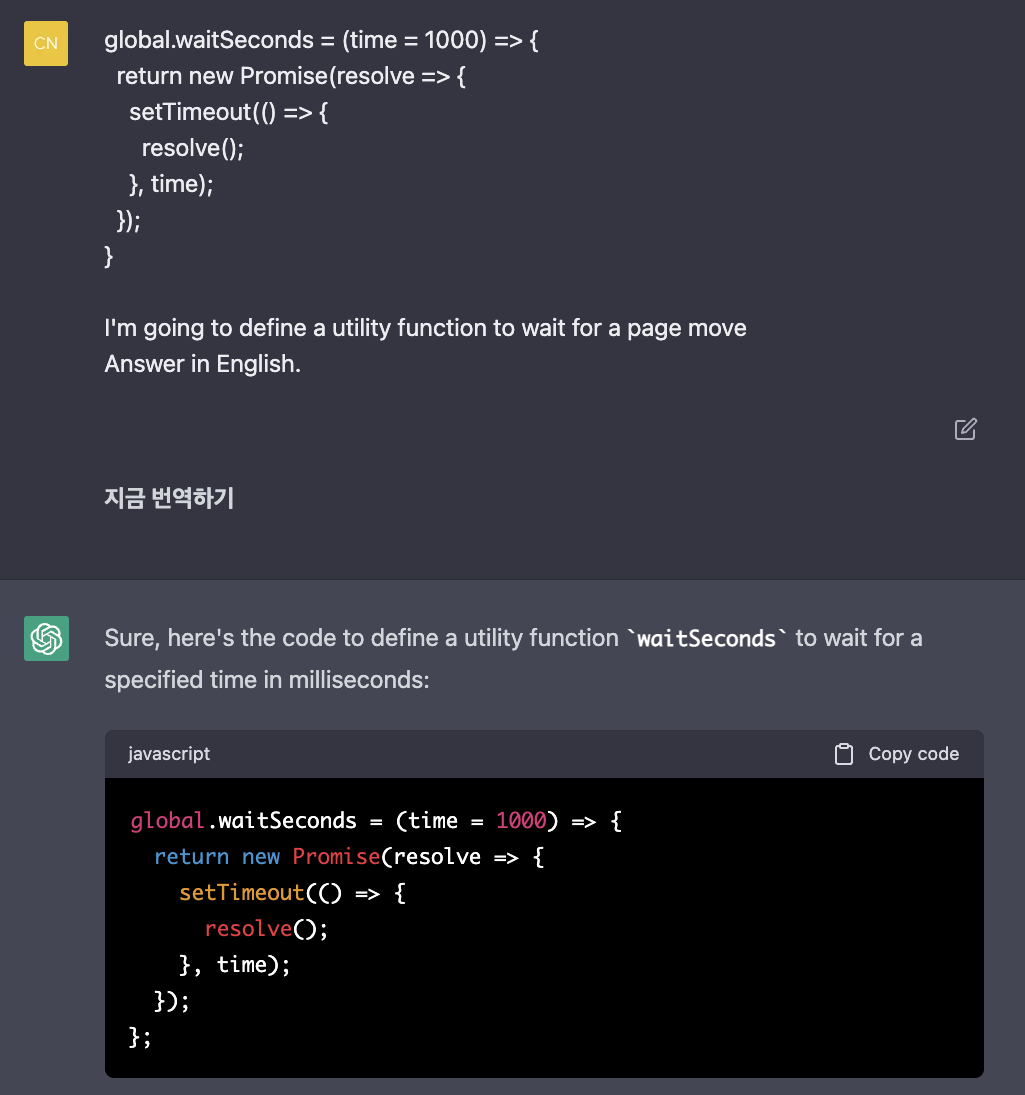 CN
global.waitSeconds = (time = 1000) => {
return new Promise(resolve => {
setTimeout(() => {
resolve();
}, time);
});
}
I'm going to define a utility function to wait for a page move
Answer in English.
지금 번역하기
Sure, here's the code to define a utility function `waitSeconds` to wait for a
specified time in milliseconds:
javascript
Copy code
global.waitSeconds = (time = 1000) => {
return new Promise(resolve => {
setTimeout(() => {
resolve();
}, time);
});
};